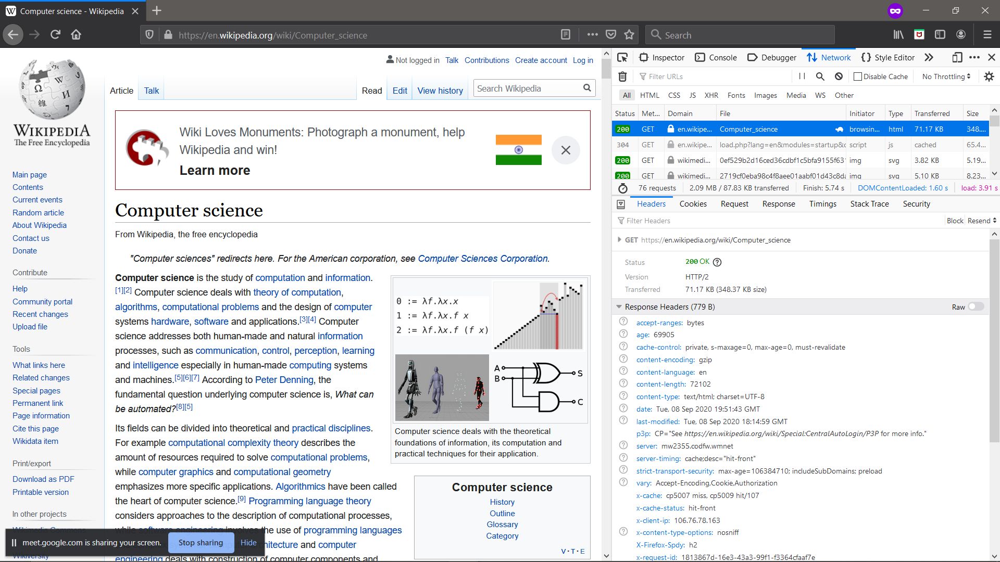 Computer science - Wikipedia
https://en.wikipedia.org/wiki/Computer_science
Search
WIKIPEDIA
The Free Encyclopedia
Main page
Contents
Current events
Random article
About Wikipedia
Contact us
Donate
Contribute
Help
Community portal
Recent changes
Upload file
Tools
What links here
Related changes
Special pages
Permanent link
Page information
Cite this page
Wikidata item
Print/export
Download as PDF
Printable version
In other projects
Wikimedia Commons
Wikiversity
Not logged in Talk Contributions Create account Log in
Article Talk Read Edit View history Search Wikipedia
Wiki Loves Monuments: Photograph a monument, help
Wikipedia and win!
Learn more
Computer science
From Wikipedia, the free encyclopedia
"Computer sciences" redirects here. For the American corporation, see Computer Sciences Corporation.
Computer science is the study of computation and information.
[1][2] Computer science deals with theory of computation,
algorithms, computational problems and the design of computer
systems hardware, software and applications.[3][4] Computer
science addresses both human-made and natural information
processes, such as communication, control, perception, learning
and intelligence especially in human-made computing systems
and machines.[5][6][7] According to Peter Denning, the
fundamental question underlying computer science is, What can
be automated?[8][5]
Its fields can be divided into theoretical and practical disciplines.
For example computational complexity theory describes the
amount of resources required to solve computational problems,
while computer graphics and computational geometry
emphasizes more specific applications. Algorithmics have been called
the heart of computer science.[9] Programming language theory
considers approaches to the description of computational processes,
while software engineering involves the use of programming languages
and complex systems. Computer architecture and computer
engineering deals with construction of computer components and
0 := λf.λx.x
1 := λf.λx.f x
2 := λf.λx.f (f x)
A
B
S
C
Computer science deals with the theoretical
foundations of information, its computation and
practical techniques for their application.
Computer science
History
Outline
Glossary
Category
V·T·E
meet.google.com is sharing your screen. Stop sharing Hide
Inspector Console Debugger Network Style Editor
Filter URLs Disable Cache No Throttling
All HTML CSS JS XHR Fonts Images Media WS Other
Status Met... Domain File Initiator Type Transferred Size
200 GET en.wikipe... Computer_science browsin... html 71.17 KB 348....
304 GET en.wikipe... load.php?lang=en&modules=startup&c script js cached 65.4...
200 GET wikimedi... 0ef529b2d16ced36cdbf1c5bfa9155f631 img svg 3.82 KB 5.19...
200 GET wikimedi... 2719cf0eba98c4f8aee01aabf01d43c8da img svg 5.10 KB 8.23...
76 requests 2.09 MB / 87.83 KB transferred Finish: 5.74 s DOMContentLoaded: 1.60 s load: 3.91 s
Headers Cookies Request Response Timings Stack Trace Security
Filter Headers Block Resend
GET https://en.wikipedia.org/wiki/Computer_science
Status 200 OK
Version HTTP/2
Transferred 71.17 KB (348.37 KB size)
Response Headers (779 B) Raw
accept-ranges: bytes
age: 69905
cache-control: private, s-maxage=0, max-age=0, must-revalidate
content-encoding: gzip
content-language: en
content-length: 72102
content-type: text/html; charset=UTF-8
date: Tue, 08 Sep 2020 19:51:43 GMT
last-modified: Tue, 08 Sep 2020 18:14:59 GMT
p3p: CP="See https://en.wikipedia.org/wiki/Special:CentralAutoLogin/P3P for more info."
server: mw2355.codfw.wmnet
server-timing: cache;desc="hit-front"
strict-transport-security: max-age=106384710; includeSubDomains; preload
vary: Accept-Encoding,Cookie,Authorization
x-cache: cp5007 miss, cp5009 hit/107
x-cache-status: hit-front
x-client-ip: 106.76.78.163
x-content-type-options: nosniff
X-Firefox-Spdy: h2
x-request-id: 1813867d-16e3-43a3-99f1-f3364cfaaf7e